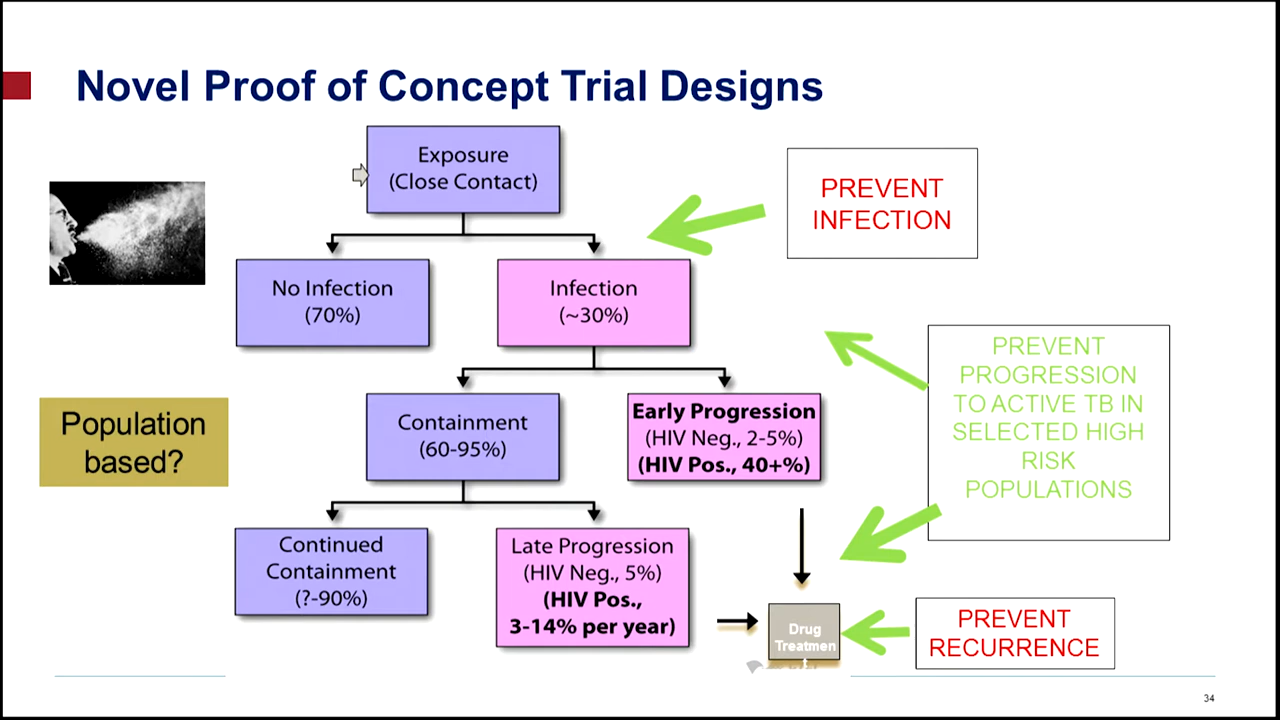 Novel Proof of Concept Trial Designs
Exposure
(Close Contact)
PREVENT
INFECTION
No Infection
(70%)
Infection
(~30%)
PREVENT
PROGRESSION
TO ACTIVE TB IN
SELECTED HIGH
RISK
POPULATIONS
Population
based?
Containment
(60-95%)
Early Progression
(HIV Neg., 2-5%)
(HIV Pos., 40+%)
Continued
Containment
(?-90%)
Late Progression
(HIV Neg., 5%)
(HIV Pos.,
3-14% per year)
Drug
Treatmen
t
PREVENT
RECURRENCE
34